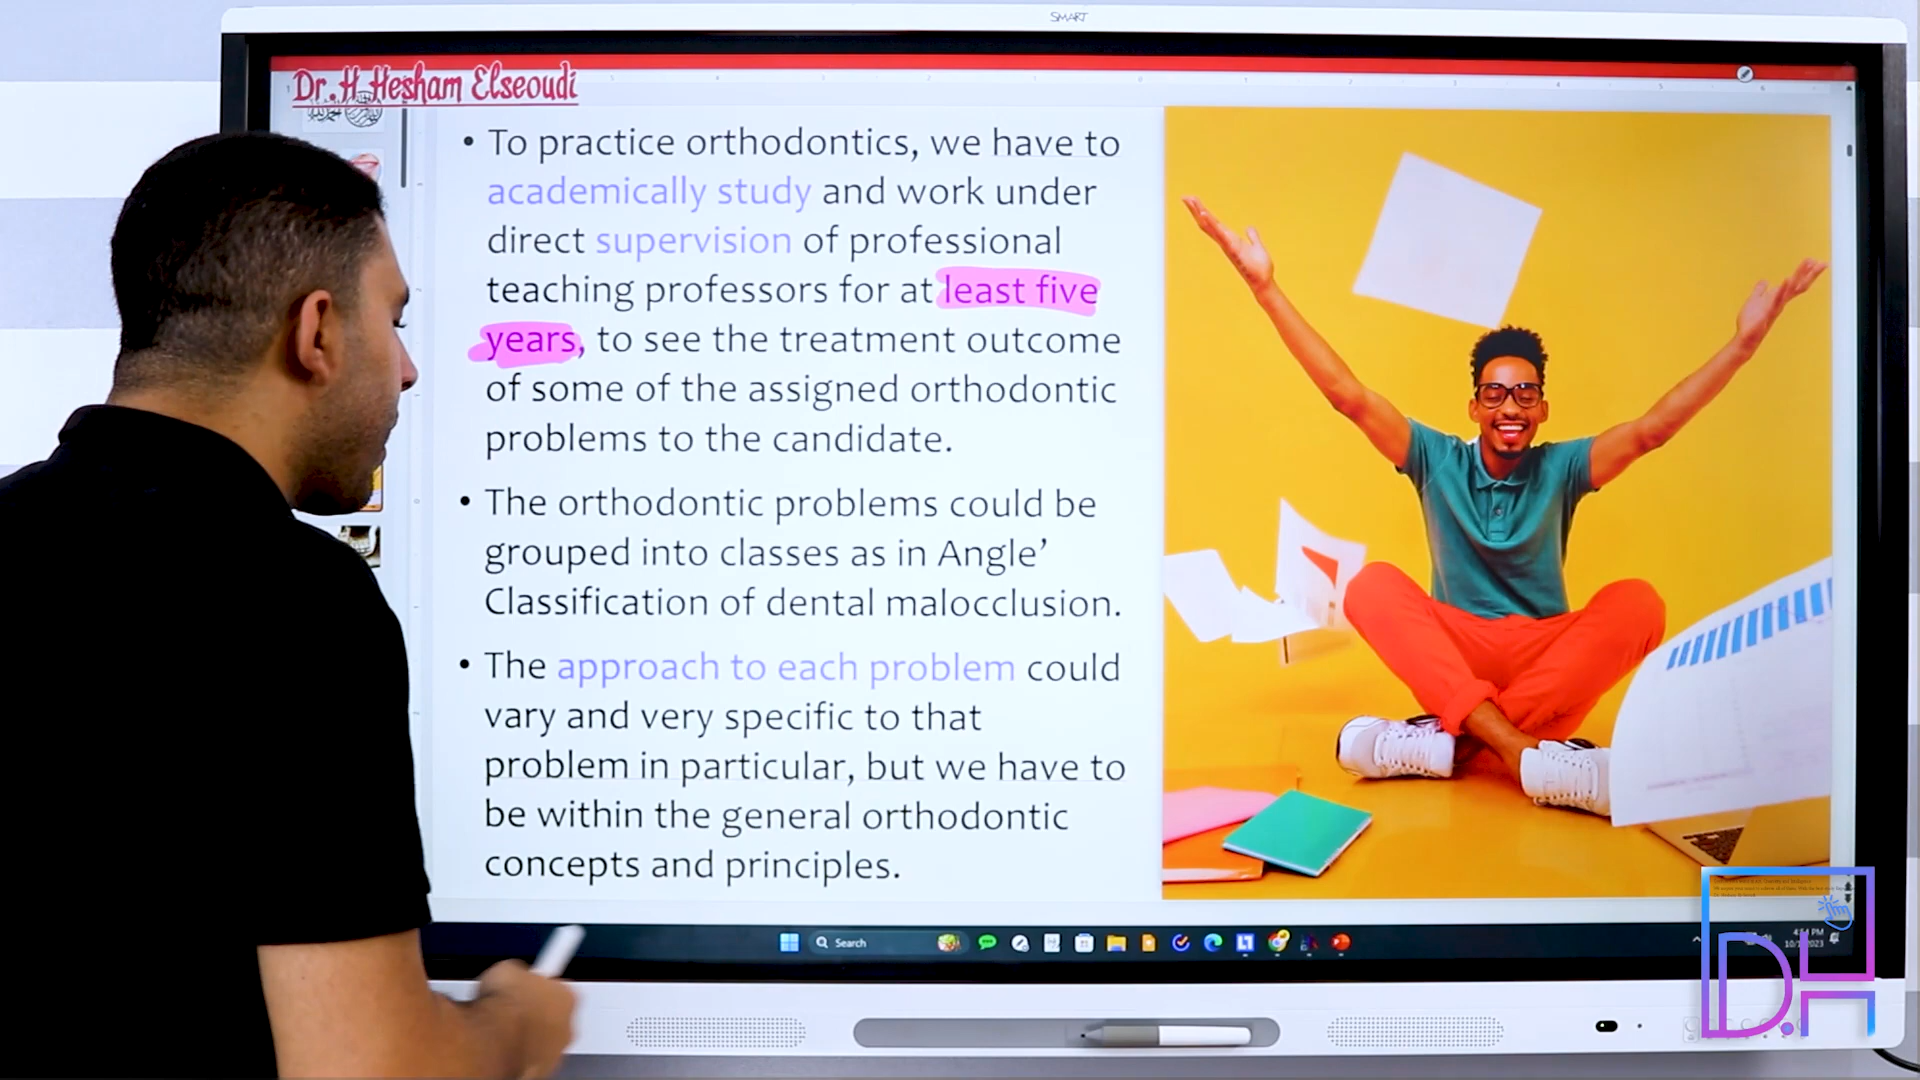 SMART
Dr.H Hesham Elseoudi
• To practice orthodontics, we have to
academically study and work under
direct supervision of professional
teaching professors for at least five
years, to see the treatment outcome
of some of the assigned orthodontic
problems to the candidate.
• The orthodontic problems could be
grouped into classes as in Angle’
Classification of dental malocclusion.
• The approach to each problem could
vary and very specific to that
problem in particular, but we have to
be within the general orthodontic
concepts and principles.
Search
PM
D.H